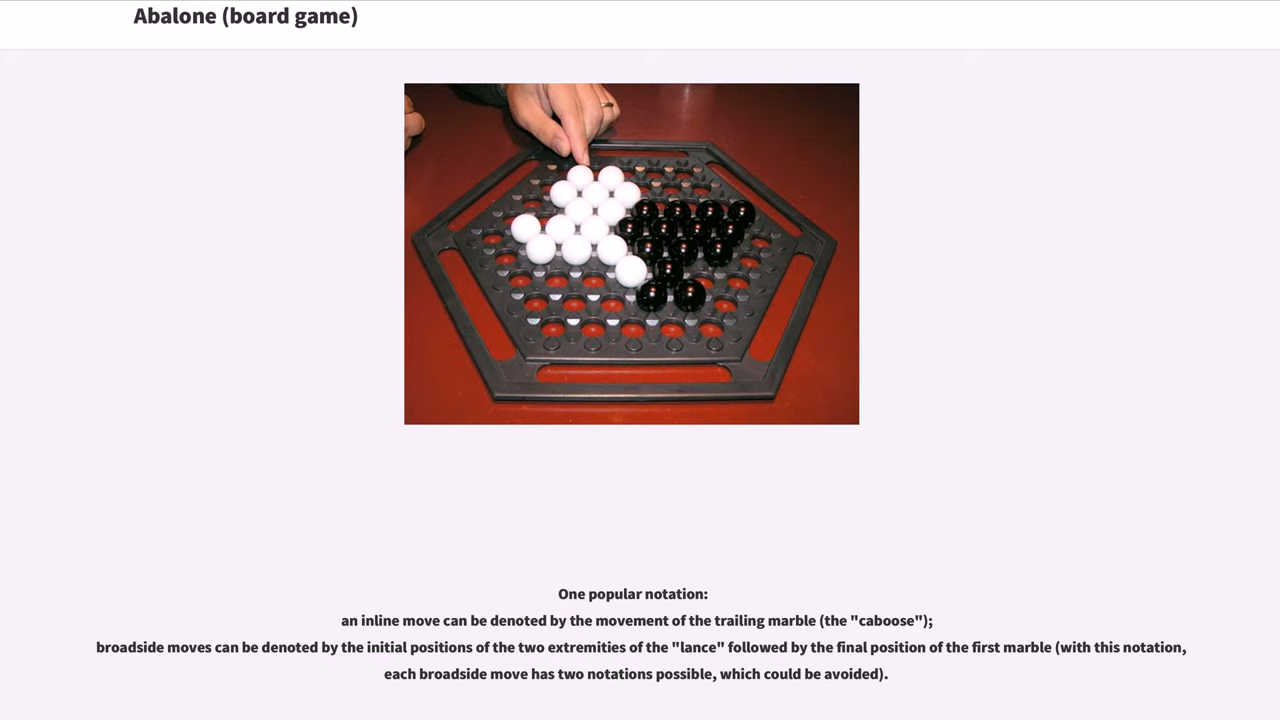 Abalone (board game)
One popular notation:
an inline move can be denoted by the movement of the trailing marble (the "caboose");
broadside moves can be denoted by the initial positions of the two extremities of the "lance" followed by the final position of the first marble (with this notation,
each broadside move has two notations possible, which could be avoided).